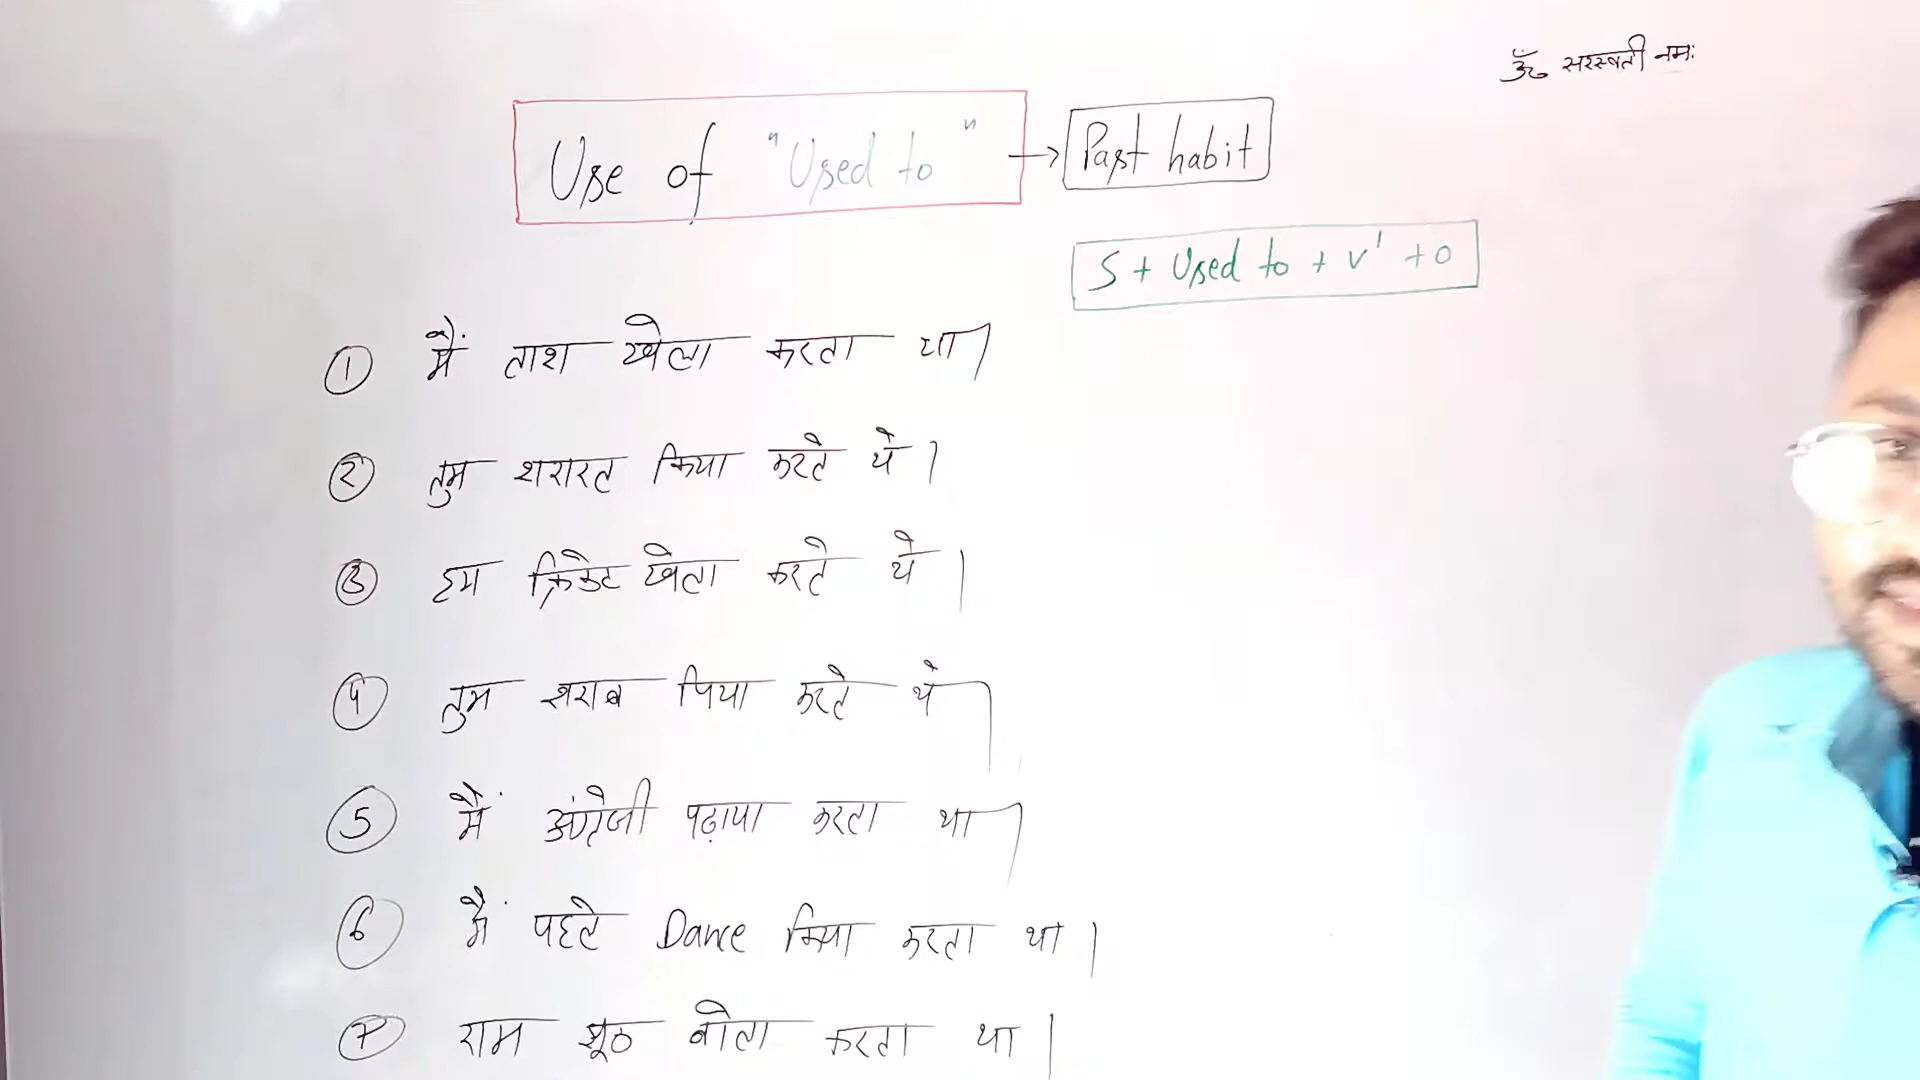 ॐ सरस्वती नमः
Use of "Used to" → Past habit
S + Used to + V¹ + O
① मैं ताश खेला करता था।
② तुम शरारत किया करते थे।
③ हम क्रिकेट खेला करते थे।
④ तुम शराब पिया करते थे।
⑤ मैं अंग्रेजी पढ़ाया करता था।
⑥ मैं पहले Dance किया करता था।
⑦ राम झूठ बोला करता था।